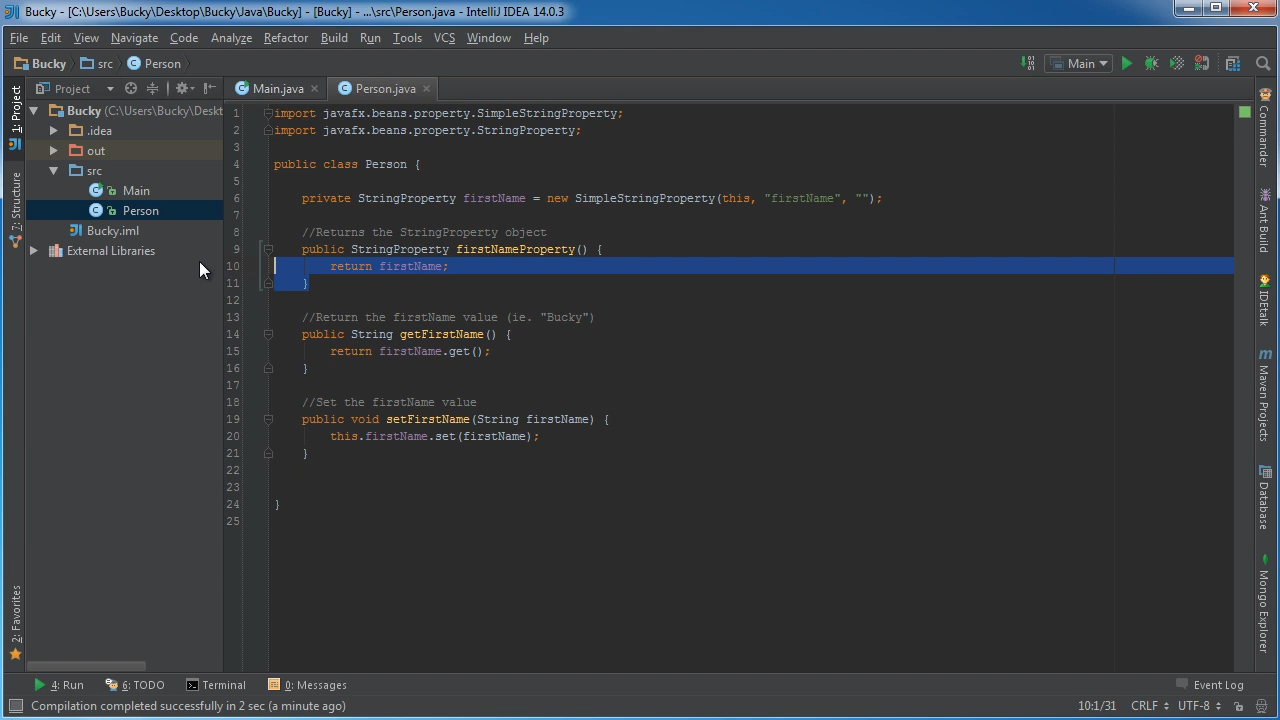 Bucky - [C:\Users\Bucky\Desktop\Bucky\Java\Bucky] - [Bucky] - ...\src\Person.java - IntelliJ IDEA 14.0.3
File Edit View Navigate Code Analyze Refactor Build Run Tools VCS Window Help
Bucky src Person Main
1: Project
Project
Main.java Person.java
Bucky (C:\Users\Bucky\Deskt
.idea
out
src
Main
Person
Bucky.iml
External Libraries
7: Structure
2: Favorites
1 import javafx.beans.property.SimpleStringProperty;
2 import javafx.beans.property.StringProperty;
3
4 public class Person {
5
6 private StringProperty firstName = new SimpleStringProperty(this, "firstName", "");
7
8 //Returns the StringProperty object
9 public StringProperty firstNameProperty() {
10 return firstName;
11 }
12
13 //Return the firstName value (ie. "Bucky")
14 public String getFirstName() {
15 return firstName.get();
16 }
17
18 //Set the firstName value
19 public void setFirstName(String firstName) {
20 this.firstName.set(firstName);
21 }
22
23
24 }
25
Commander
Ant Build
IDEtalk
Maven Projects
Database
Mongo Explorer
4: Run 6: TODO Terminal 0: Messages Event Log
Compilation completed successfully in 2 sec (a minute ago) 10:1/31 CRLF UTF-8